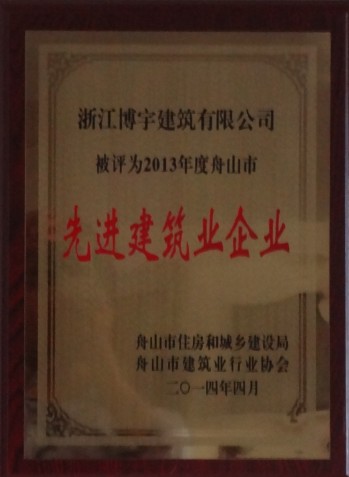 浙江博宇建筑有限公司
被评为2013年度舟山市
先进建筑业企业
舟山市住房和城乡建设局
舟山市建筑业行业协会
二〇一四年四月